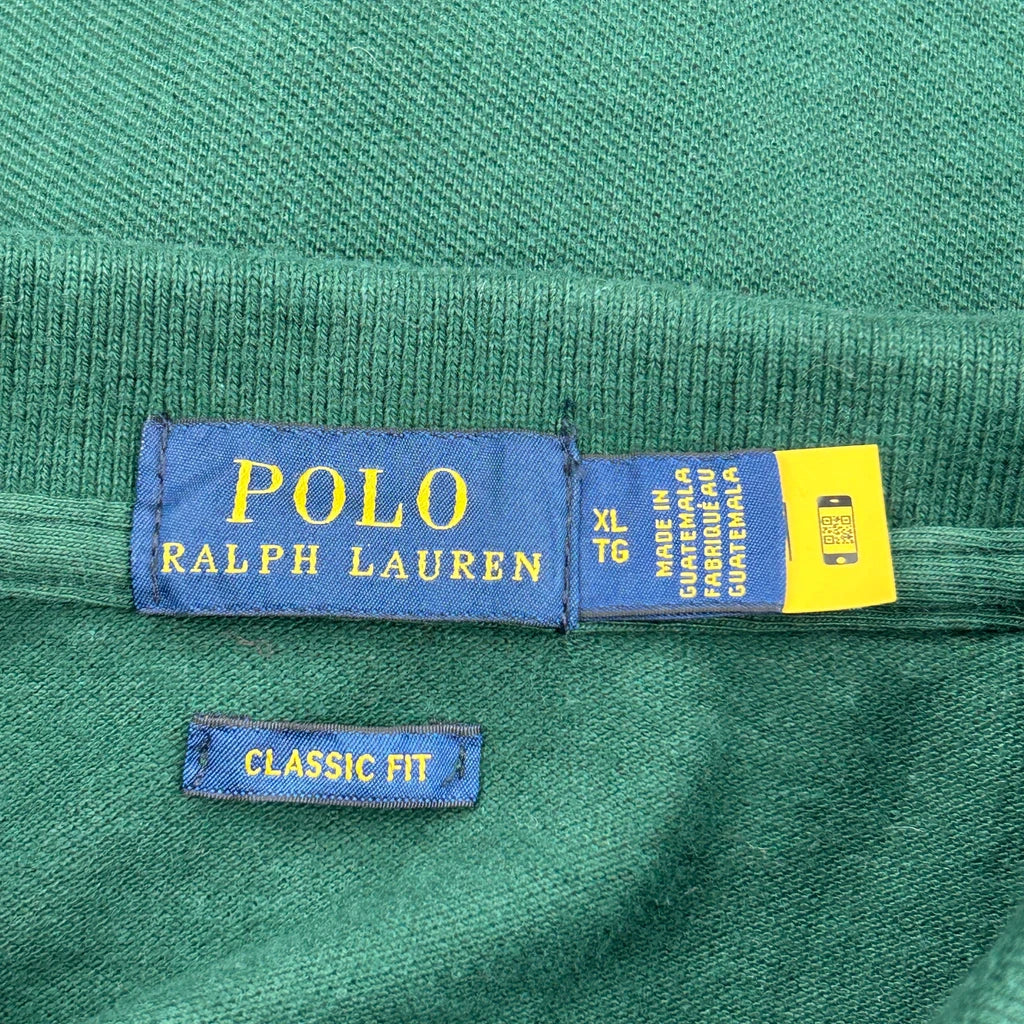 POLO
RALPH LAUREN
XL
TG
MADE IN
GUATEMALA
FABRIQUÉ AU
GUATEMALA
CLASSIC FIT